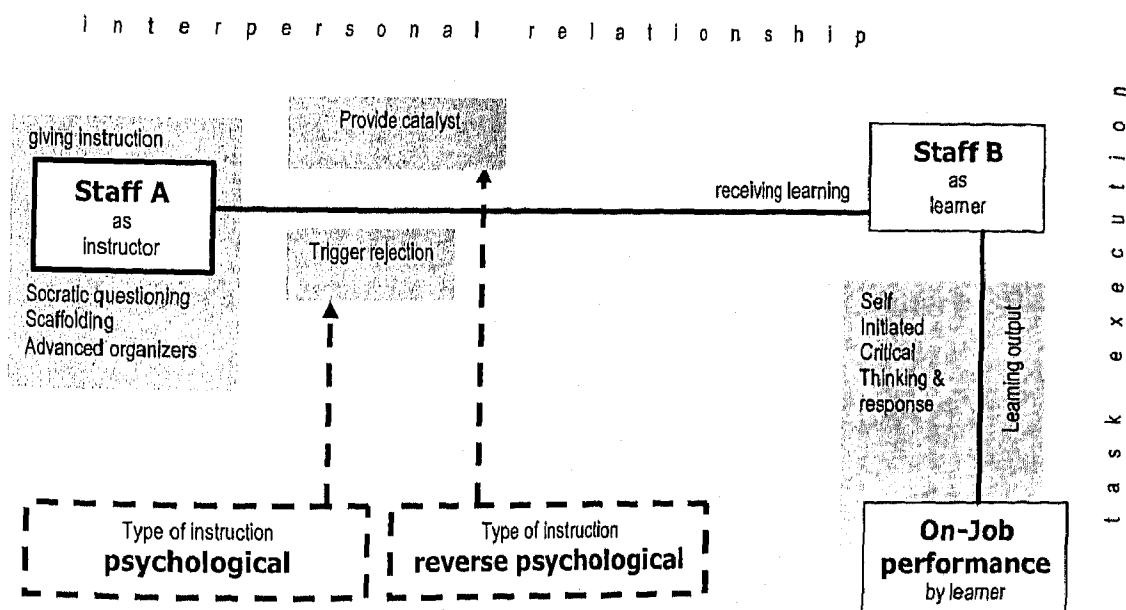 interpersonal relationship
task execution
giving instruction
Staff A
as
instructor
Socratic questioning
Scaffolding
Advanced organizers
Provide catalyst
Trigger rejection
receiving learning
Staff B
as
learner
Self
Initiated
Critical
Thinking &
response
Learning output
Type of instruction
psychological
Type of instruction
reverse psychological
On-Job
performance
by learner